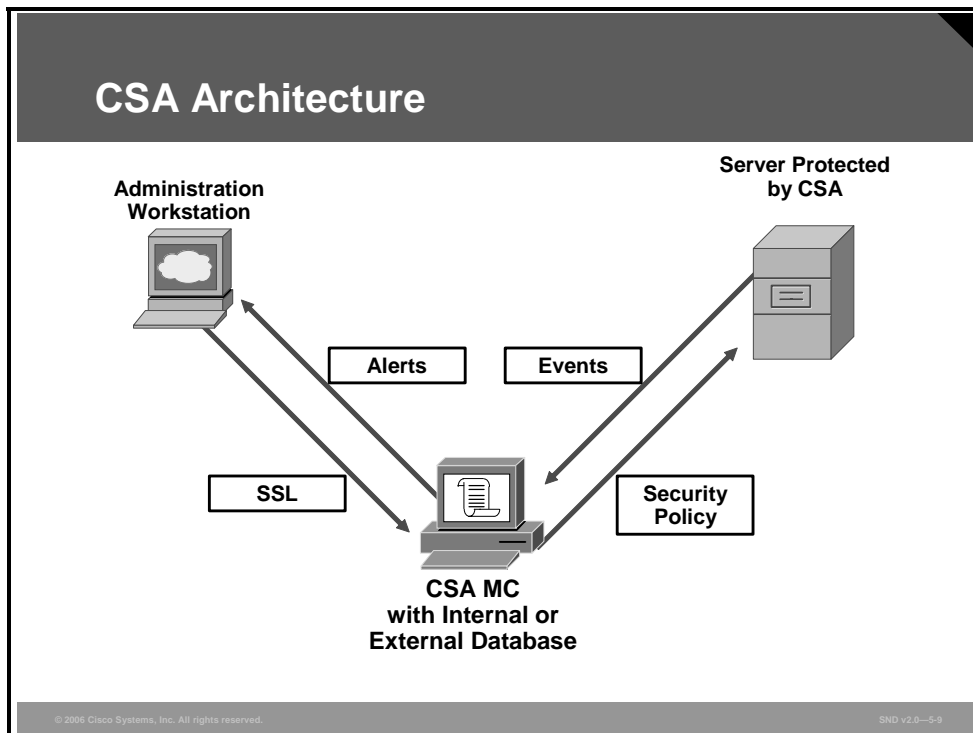 CSA Architecture
Administration
Workstation
Server Protected
by CSA
Alerts
Events
SSL
Security
Policy
CSA MC
with Internal or
External Database
© 2006 Cisco Systems, Inc. All rights reserved.
SND v2.0—5-9